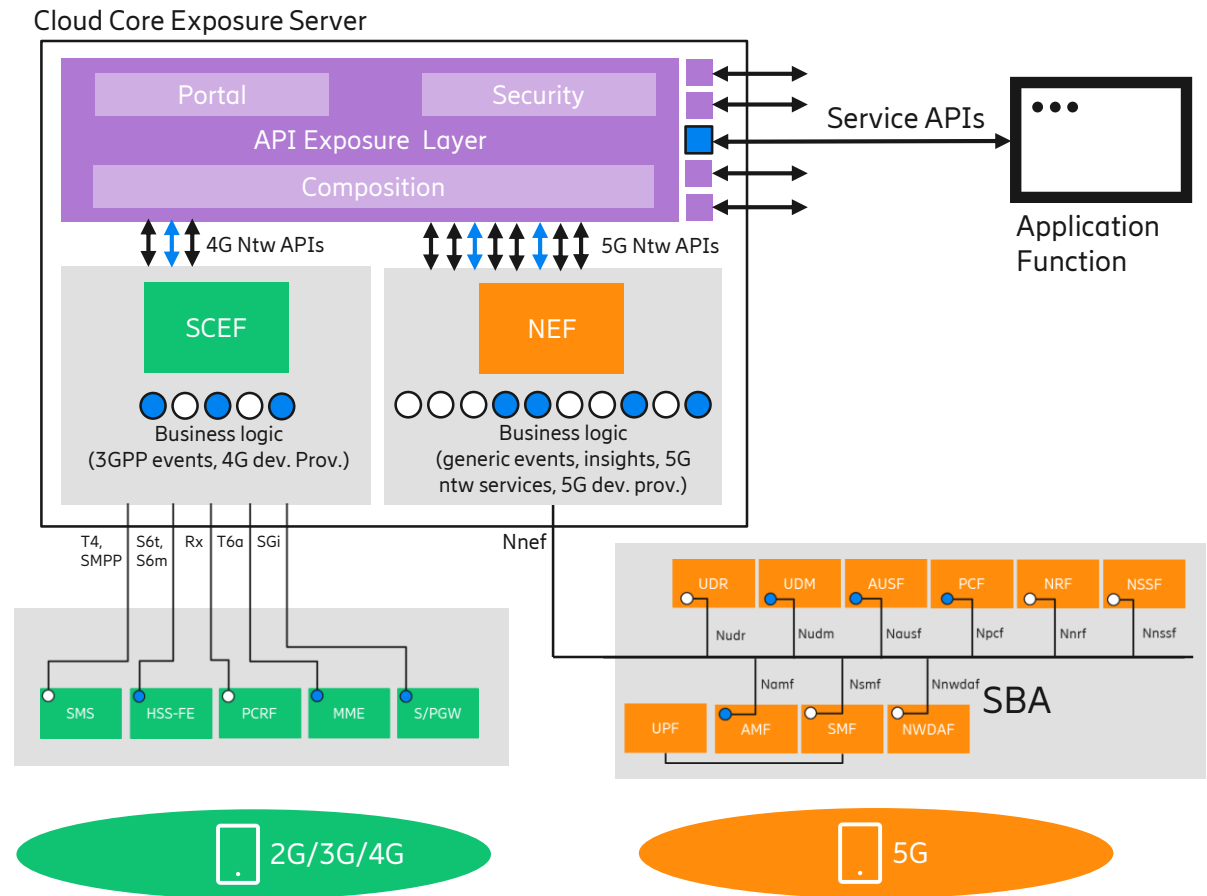 Cloud Core Exposure Server
Portal
Security
API Exposure Layer
Composition
Service APIs
Application
Function
4G Ntw APIs
5G Ntw APIs
SCEF
NEF
Business logic
(3GPP events, 4G dev. Prov.)
Business logic
(generic events, insights, 5G
ntw services, 5G dev. prov.)
T4,
SMPP
S6t,
S6m
Rx
T6a
SGi
Nnef
UDR
UDM
AUSF
PCF
NRF
NSSF
Nudr
Nudm
Nausf
Npcf
Nnrf
Nnssf
Namf
Nsmf
Nnwdaf
SBA
SMS
HSS-FE
PCRF
MME
S/PGW
UPF
AMF
SMF
NWDAF
2G/3G/4G
5G